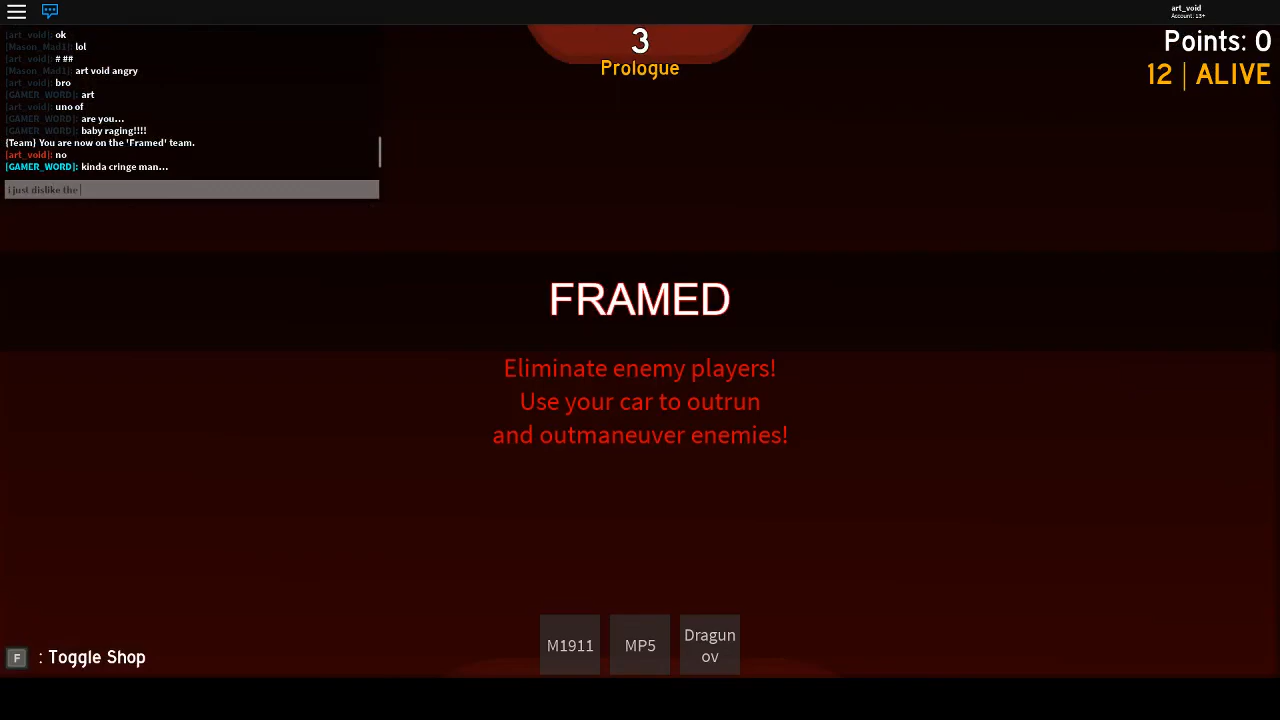 art_void
Account: 13+
[art_void]: ok
[Mason_Mad1]: lol
[art_void]: # ##
[Mason_Mad1]: art void angry
[art_void]: bro
[GAMER_WORD]: art
[art_void]: uno of
[GAMER_WORD]: are you...
[GAMER_WORD]: baby raging!!!!
{Team} You are now on the 'Framed' team.
[art_void]: no
[GAMER_WORD]: kinda cringe man...
i just dislike the
3
Prologue
Points: 0
12 | ALIVE
FRAMED
Eliminate enemy players!
Use your car to outrun
and outmaneuver enemies!
M1911
MP5
Dragun
ov
F : Toggle Shop